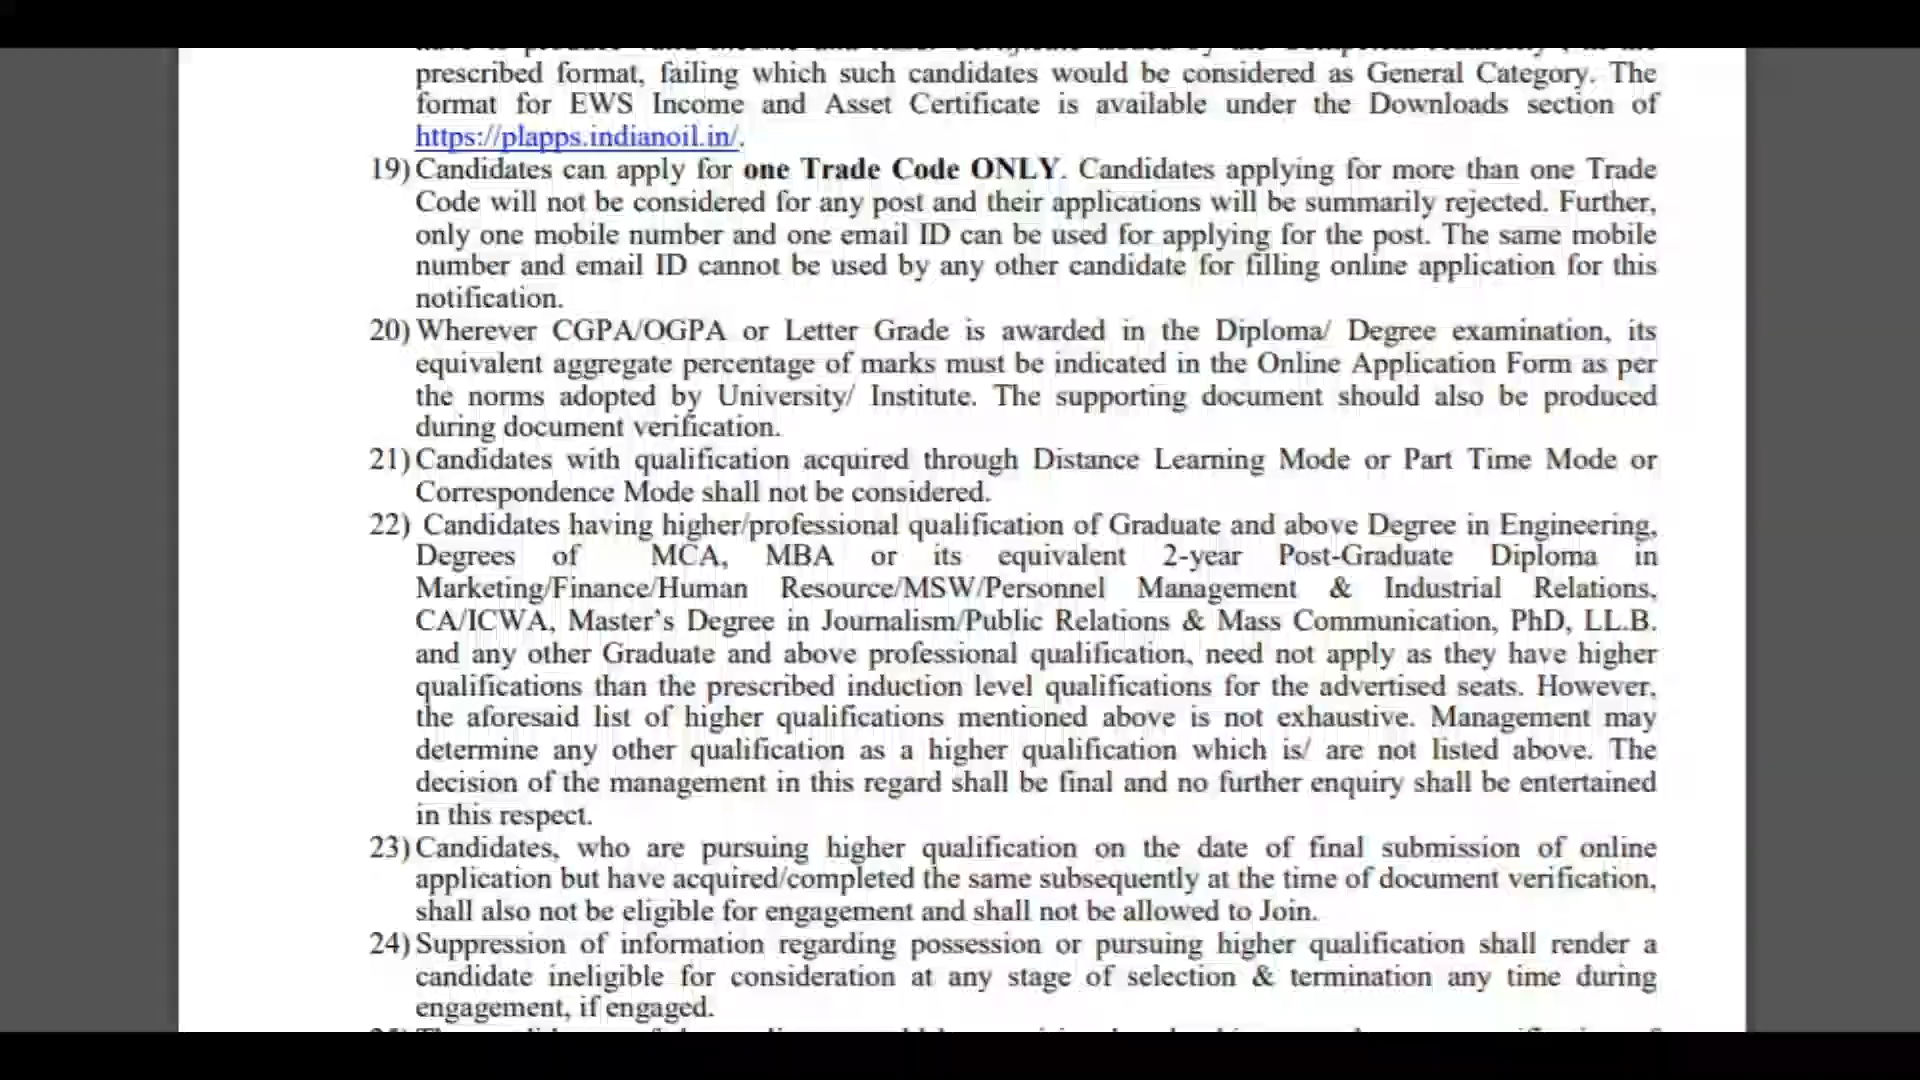 prescribed format, failing which such candidates would be considered as General Category. The
format for EWS Income and Asset Certificate is available under the Downloads section of
https://plapps.indianoil.in/.
19) Candidates can apply for one Trade Code ONLY. Candidates applying for more than one Trade
Code will not be considered for any post and their applications will be summarily rejected. Further,
only one mobile number and one email ID can be used for applying for the post. The same mobile
number and email ID cannot be used by any other candidate for filling online application for this
notification.
20) Wherever CGPA/OGPA or Letter Grade is awarded in the Diploma/ Degree examination, its
equivalent aggregate percentage of marks must be indicated in the Online Application Form as per
the norms adopted by University/ Institute. The supporting document should also be produced
during document verification.
21) Candidates with qualification acquired through Distance Learning Mode or Part Time Mode or
Correspondence Mode shall not be considered.
22) Candidates having higher/professional qualification of Graduate and above Degree in Engineering,
Degrees of MCA, MBA or its equivalent 2-year Post-Graduate Diploma in
Marketing/Finance/Human Resource/MSW/Personnel Management & Industrial Relations,
CA/ICWA, Master's Degree in Journalism/Public Relations & Mass Communication, PhD, LL.B.
and any other Graduate and above professional qualification, need not apply as they have higher
qualifications than the prescribed induction level qualifications for the advertised seats. However,
the aforesaid list of higher qualifications mentioned above is not exhaustive. Management may
determine any other qualification as a higher qualification which is/ are not listed above. The
decision of the management in this regard shall be final and no further enquiry shall be entertained
in this respect.
23) Candidates, who are pursuing higher qualification on the date of final submission of online
application but have acquired/completed the same subsequently at the time of document verification,
shall also not be eligible for engagement and shall not be allowed to Join.
24) Suppression of information regarding possession or pursuing higher qualification shall render a
candidate ineligible for consideration at any stage of selection & termination any time during
engagement, if engaged.